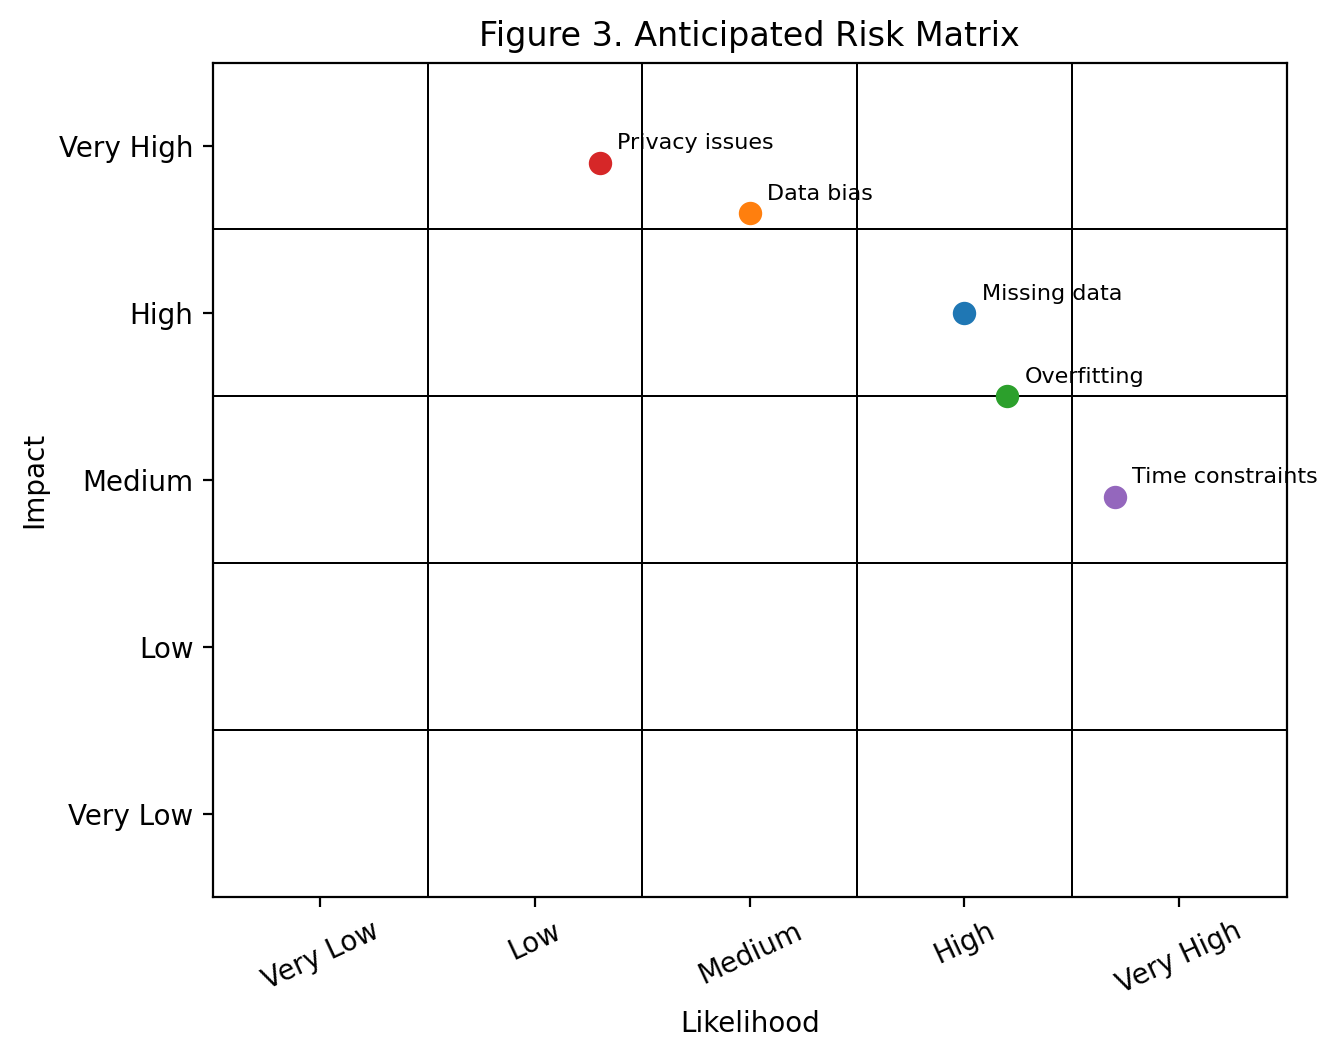 Figure 3. Anticipated Risk Matrix
Very High
Privacy issues
Data bias
High
Missing data
Overfitting
Medium
Time constraints
Impact
Low
Very Low
Very Low
Low
Medium
High
Very High
Likelihood